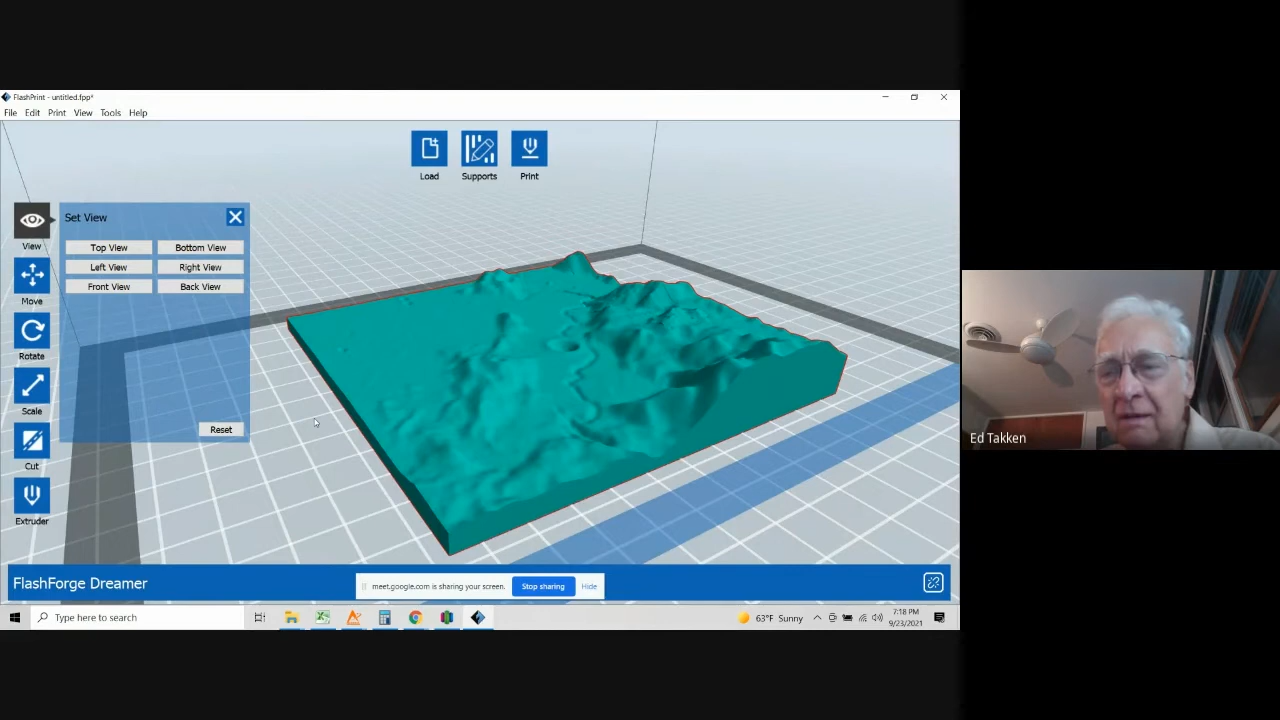 FlashPrint - untitled.fpp*
File Edit Print View Tools Help
Load Supports Print
Set View
Top View Bottom View
Left View Right View
Front View Back View
Reset
View
Move
Rotate
Scale
Cut
Extruder
Ed Takken
FlashForge Dreamer
meet.google.com is sharing your screen. Stop sharing Hide
Type here to search
63°F Sunny
7:18 PM
9/23/2021